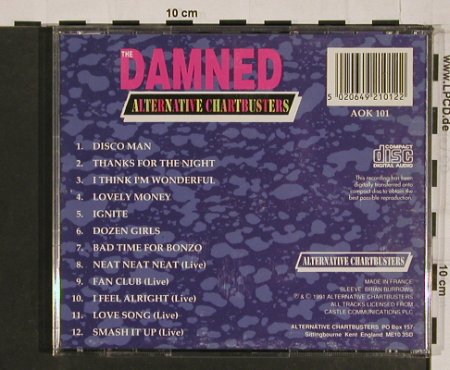 10 cm
THE
DAMNED
ALTERNATIVE CHARTBUSTERS
5 020649 210122
AOK 101
1. DISCO MAN
2. THANKS FOR THE NIGHT
3. I THINK I'M WONDERFUL
4. LOVELY MONEY
5. IGNITE
6. DOZEN GIRLS
7. BAD TIME FOR BONZO
8. NEAT NEAT NEAT (Live)
9. FAN CLUB (Live)
10. I FEEL ALRIGHT (Live)
11. LOVE SONG (Live)
12. SMASH IT UP (Live)
COMPACT
disc
DIGITAL AUDIO
This recording has been
digitally transferred onto
compact disc to obtain the
best possible reproduction.
ALTERNATIVE CHARTBUSTERS
MADE IN FRANCE
SLEEVE BRIAN BURROWS
℗ & © 1991 ALTERNATIVE CHARTBUSTERS
ALL TRACKS LICENSED FROM
CASTLE COMMUNICATIONS PLC
ALTERNATIVE CHARTBUSTERS PO Box 157
Sittingbourne Kent England ME10 3SD
www.LPCD.de
10 cm